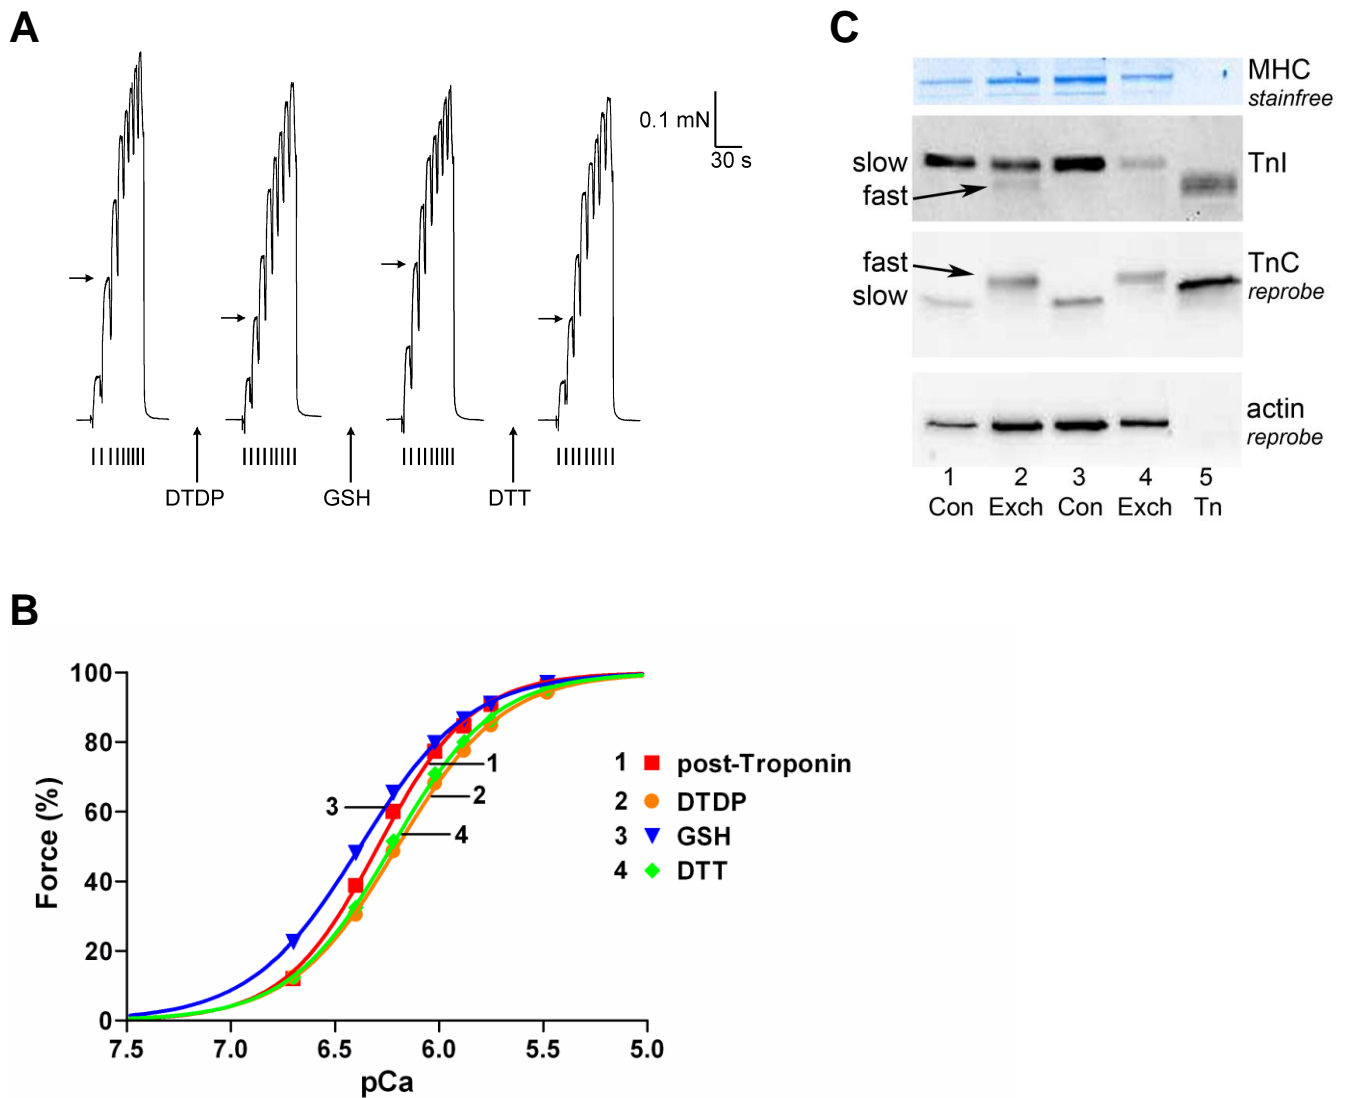 A
0.1 mN
30 s
DTDP
GSH
DTT
C
MHC
stainfree
slow
fast
TnI
fast
slow
TnC
reprobe
actin
reprobe
1 2 3 4 5
Con Exch Con Exch Tn
B
Force (%)
100
80
60
40
20
0
7.5 7.0 6.5 6.0 5.5 5.0
pCa
1
2
3
4
1 post-Troponin
2 DTDP
3 GSH
4 DTT